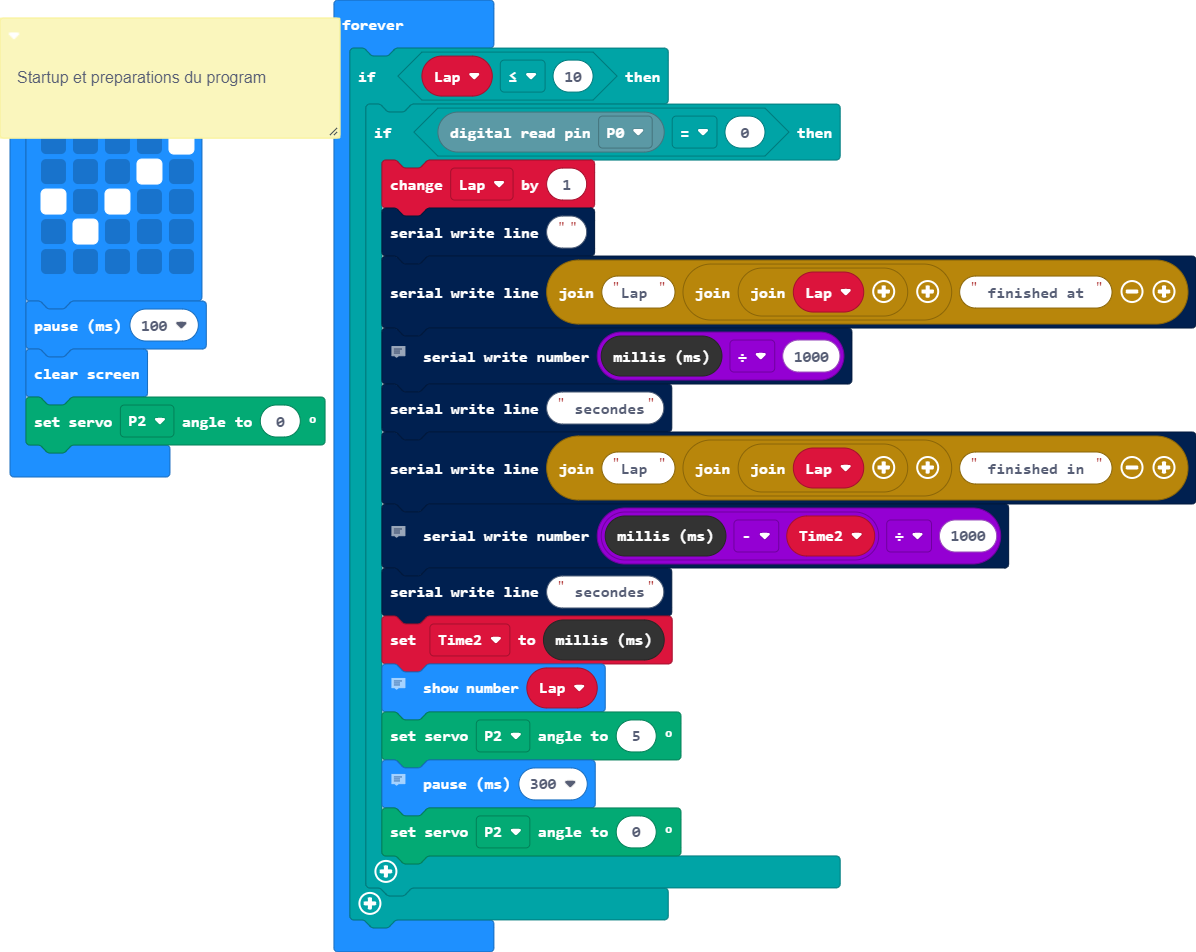 Startup et preparations du program
pause (ms) 100
clear screen
set servo P2 angle to 0 °
forever
if Lap ≤ 10 then
if digital read pin P0 = 0 then
change Lap by 1
serial write line " "
serial write line join "Lap " join join Lap " finished at "
serial write number millis (ms) ÷ 1000
serial write line " secondes"
serial write line join "Lap " join join Lap " finished in "
serial write number millis (ms) - Time2 ÷ 1000
serial write line " secondes"
set Time2 to millis (ms)
show number Lap
set servo P2 angle to 5 °
pause (ms) 300
set servo P2 angle to 0 °